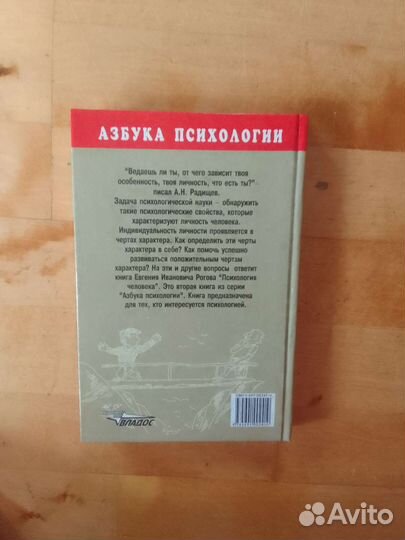 АЗБУКА ПСИХОЛОГИИ
"Ведаешь ли ты, от чего зависит твоя
особенность, твоя личность, что есть ты?"-
писал А.Н. Радищев.
Задача психологической науки - обнаружить
такие психологические свойства, которые
характеризуют личность человека.
Индивидуальность личности проявляется в
чертах характера. Как определить эти черты
характера в себе? Как помочь успешно
развиваться положительным чертам
характера? На эти и другие вопросы ответит
книга Евгения Ивановича Рогова "Психология
человека". Это вторая книга из серии
"Азбука психологии". Книга предназначена
для тех, кто интересуется психологией.
ВЛАДОС
Avito